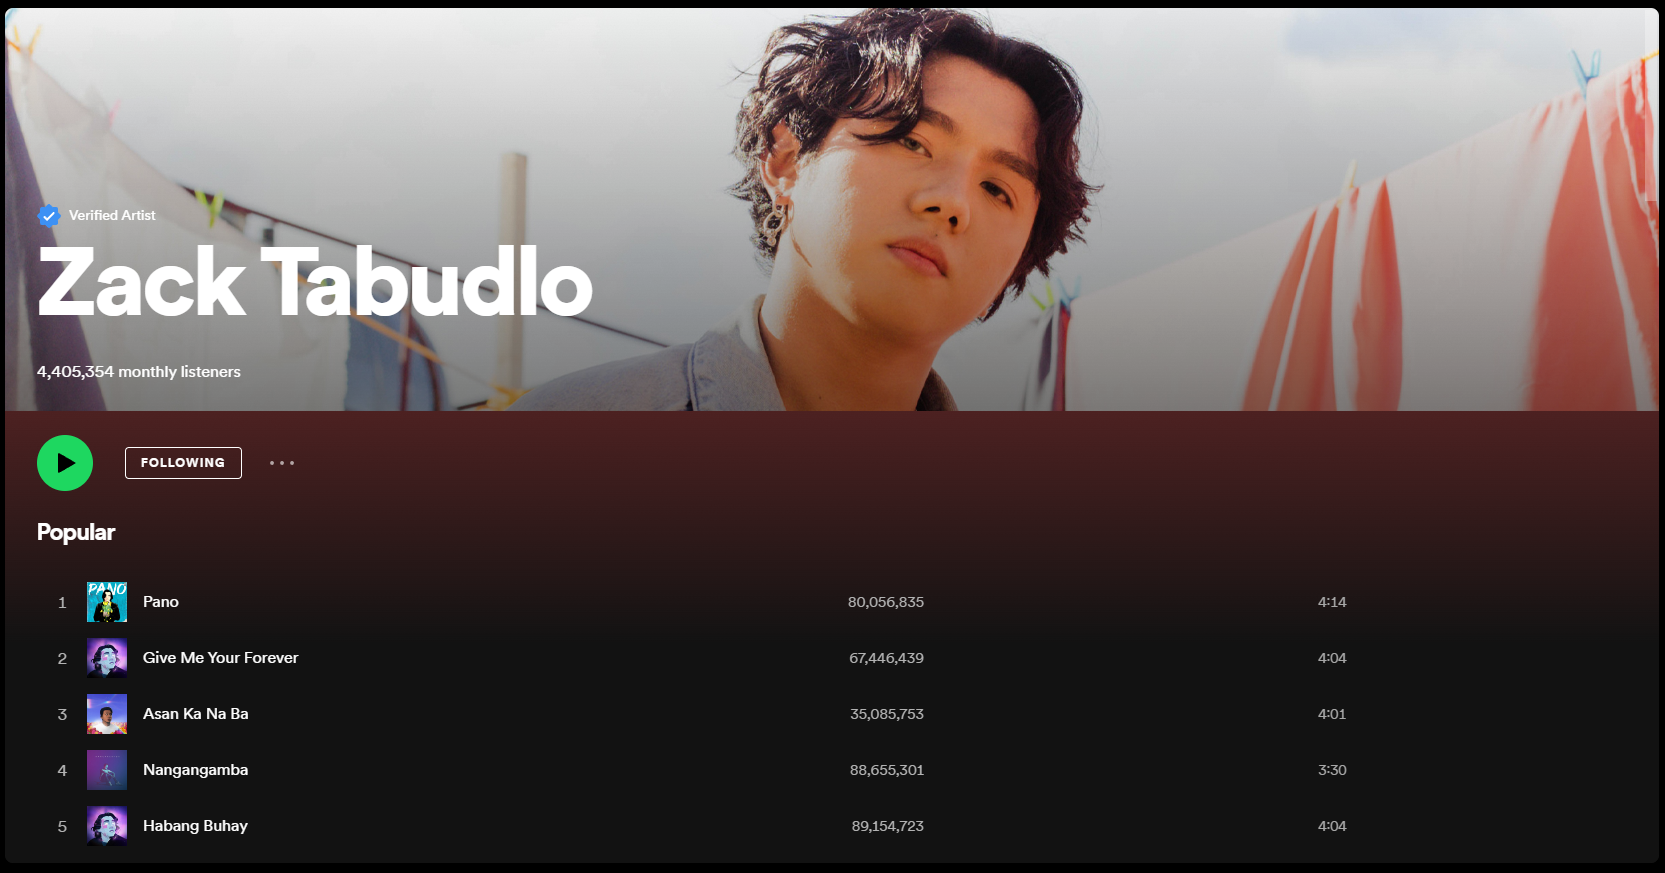 Verified Artist
Zack Tabudlo
4,405,354 monthly listeners
FOLLOWING
Popular
1 PANO Pano 80,056,835 4:14
2 Give Me Your Forever 67,446,439 4:04
3 Asan Ka Na Ba 35,085,753 4:01
4 Nangangamba 88,655,301 3:30
5 Habang Buhay 89,154,723 4:04